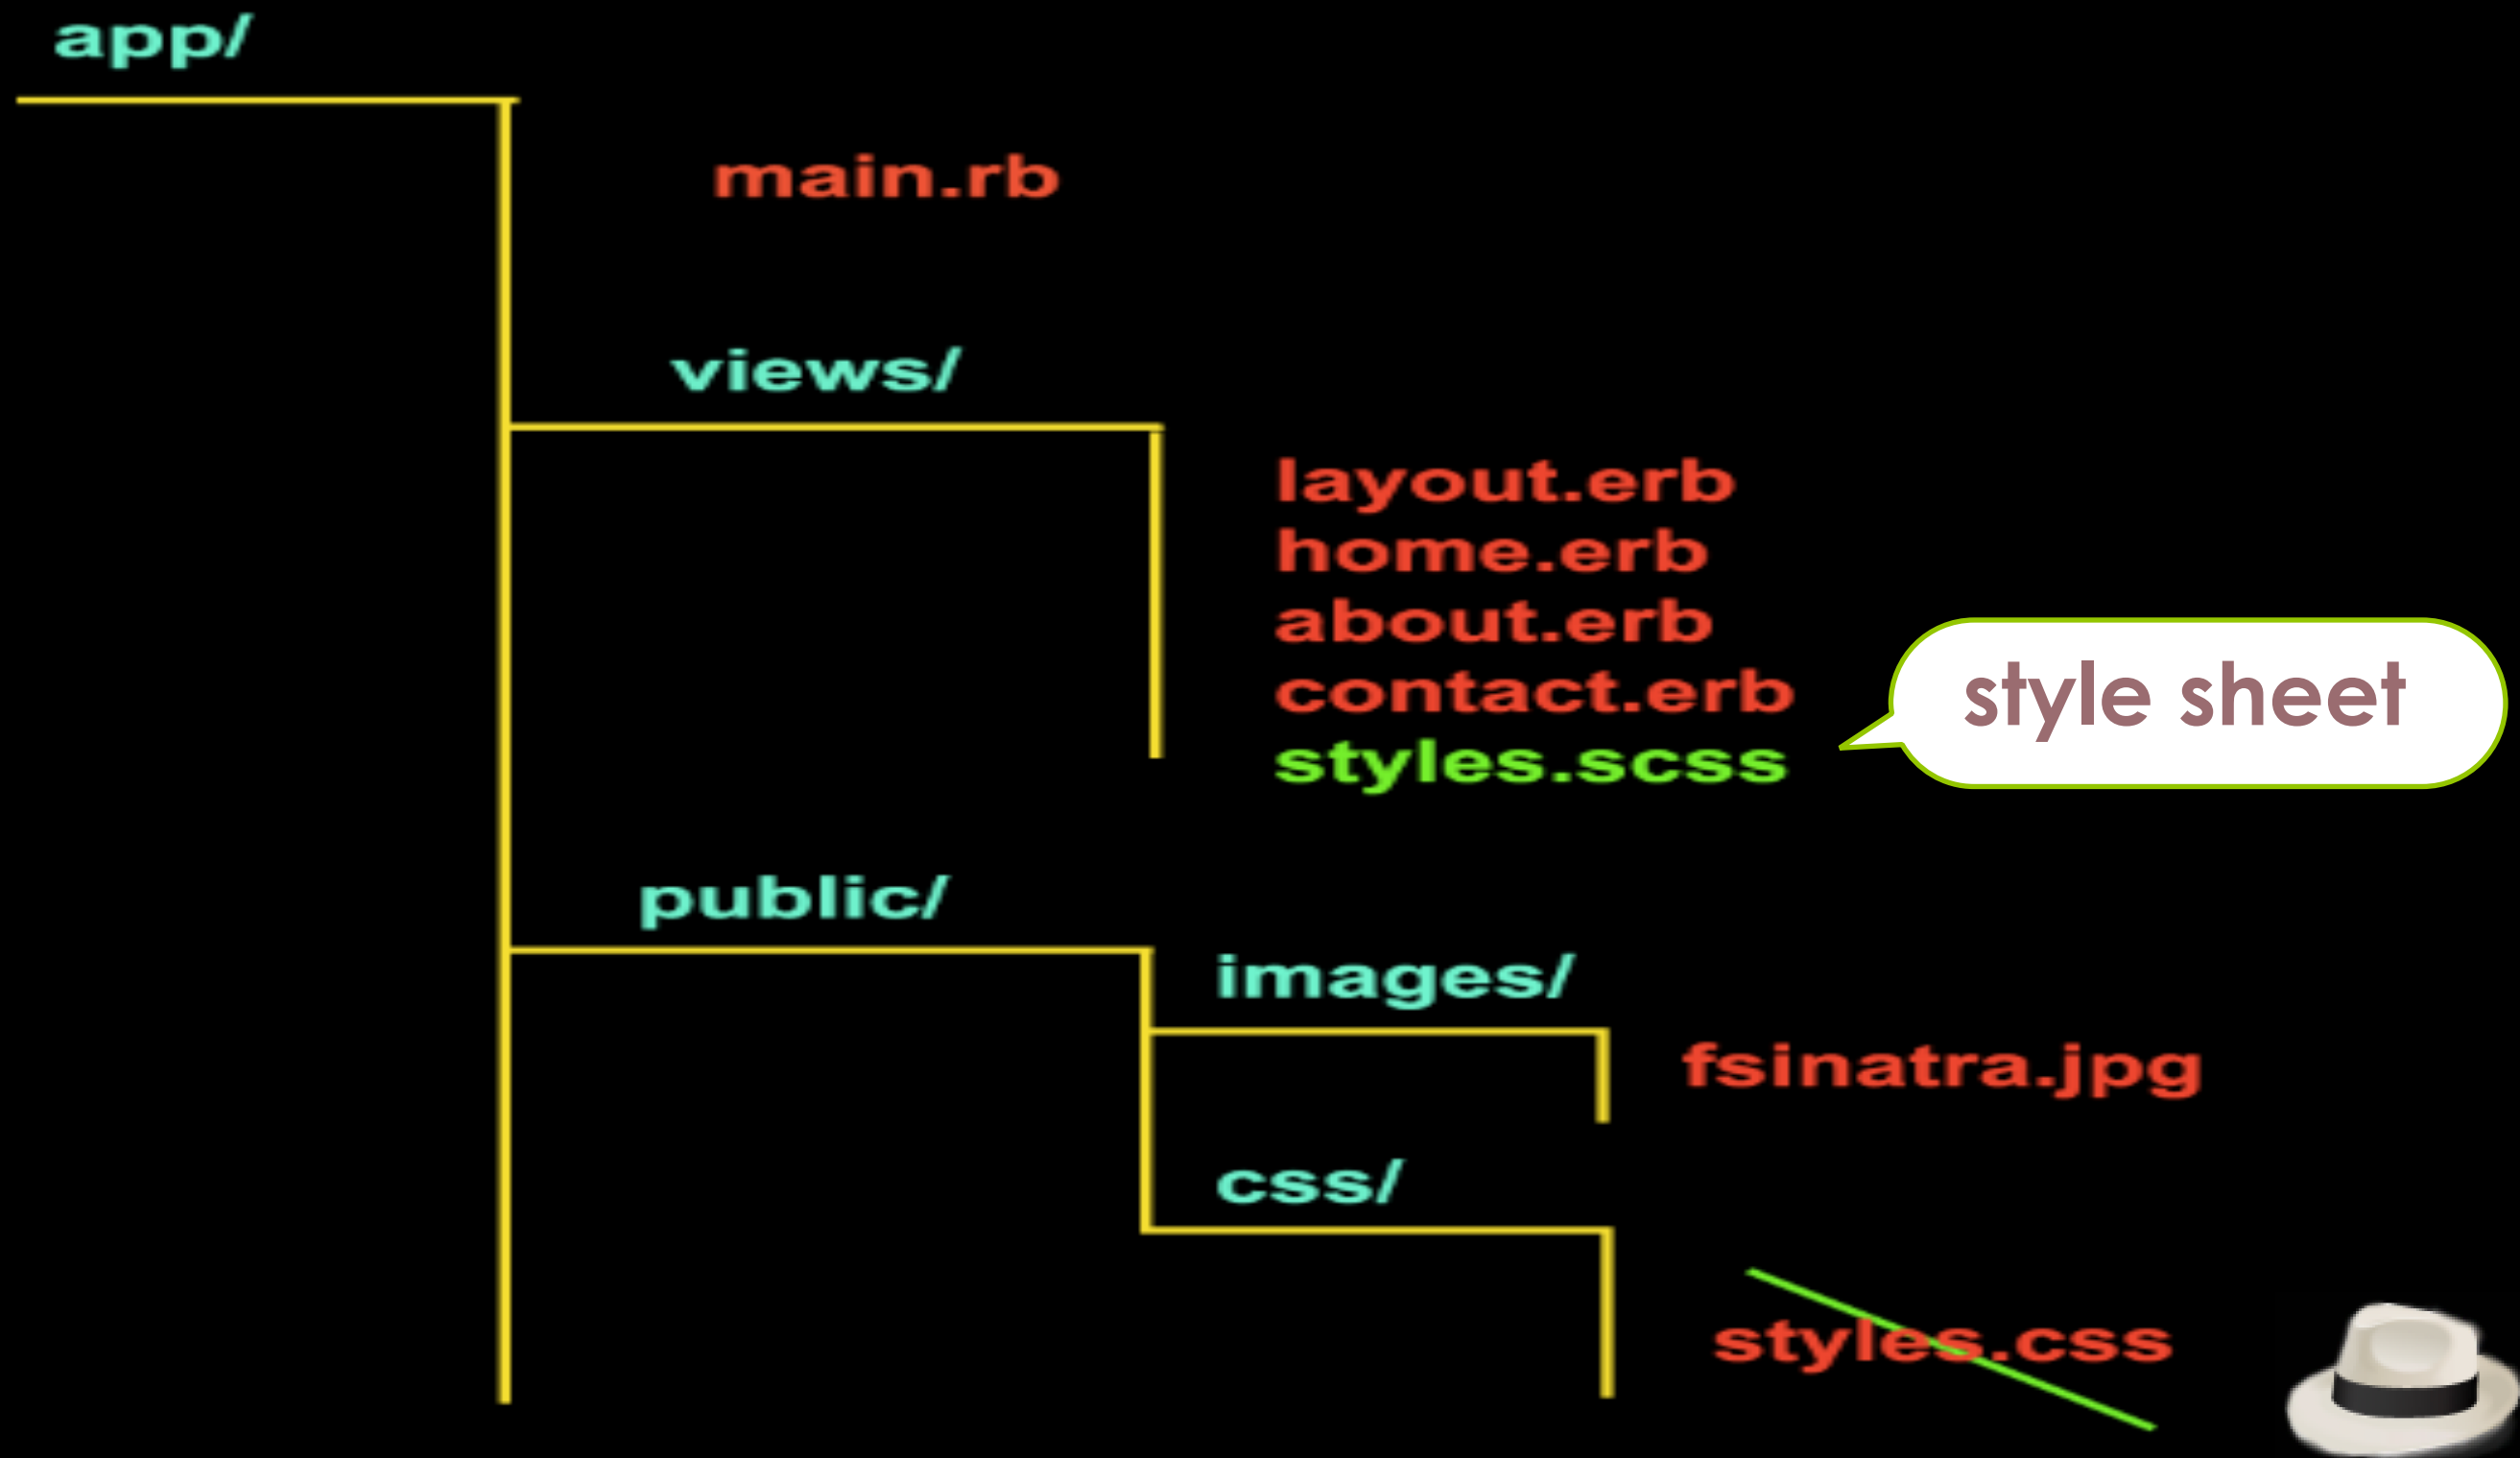 app/
main.rb
views/
layout.erb
home.erb
about.erb
contact.erb
style sheet
styles.scss
public/
images/
fsinatra.jpg
css/
styles.css